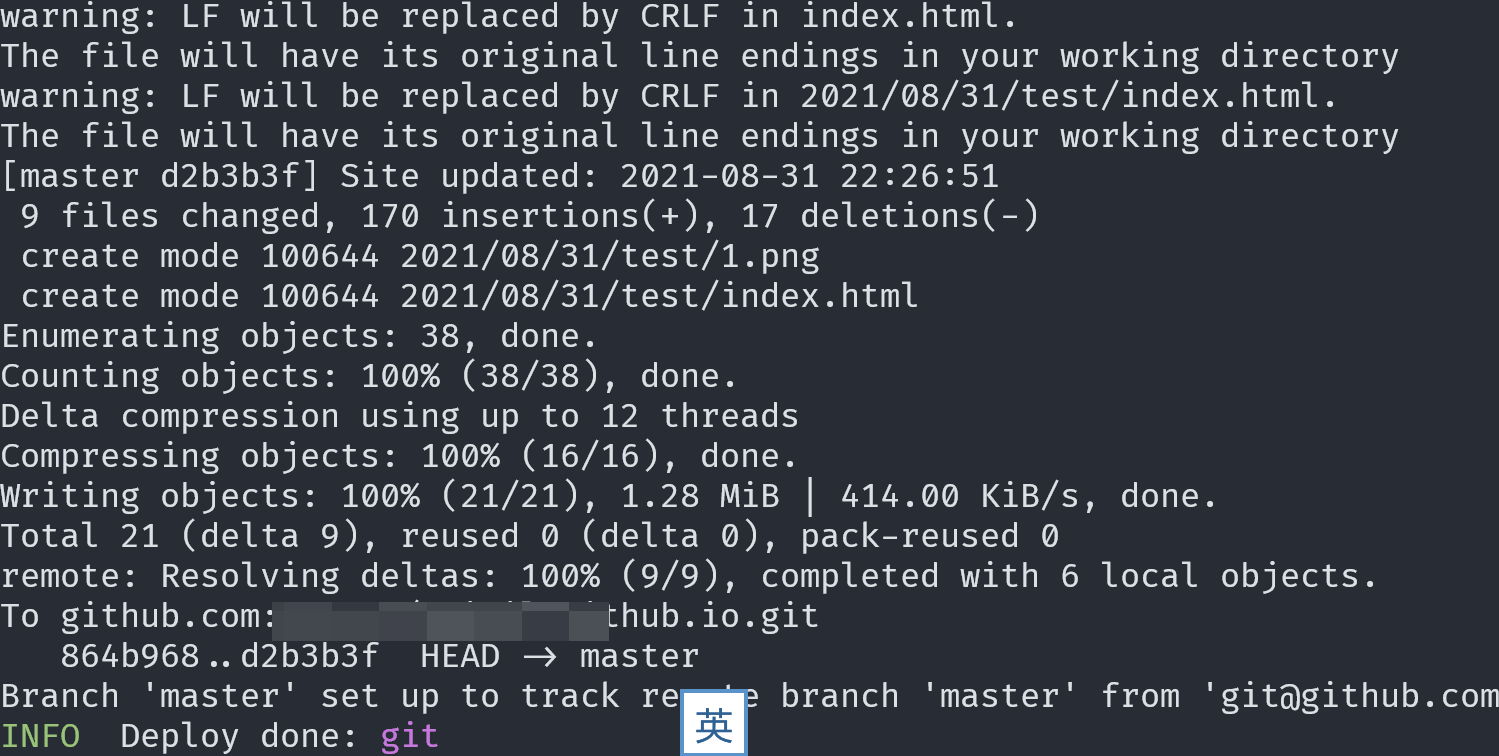 warning: LF will be replaced by CRLF in index.html.
The file will have its original line endings in your working directory
warning: LF will be replaced by CRLF in 2021/08/31/test/index.html.
The file will have its original line endings in your working directory
[master d2b3b3f] Site updated: 2021-08-31 22:26:51
 9 files changed, 170 insertions(+), 17 deletions(-)
 create mode 100644 2021/08/31/test/1.png
 create mode 100644 2021/08/31/test/index.html
Enumerating objects: 38, done.
Counting objects: 100% (38/38), done.
Delta compression using up to 12 threads
Compressing objects: 100% (16/16), done.
Writing objects: 100% (21/21), 1.28 MiB | 414.00 KiB/s, done.
Total 21 (delta 9), reused 0 (delta 0), pack-reused 0
remote: Resolving deltas: 100% (9/9), completed with 6 local objects.
To github.com: thub.io.git
   864b968..d2b3b3f  HEAD -> master
Branch 'master' set up to track remote branch 'master' from 'git@github.com
英
INFO  Deploy done: git